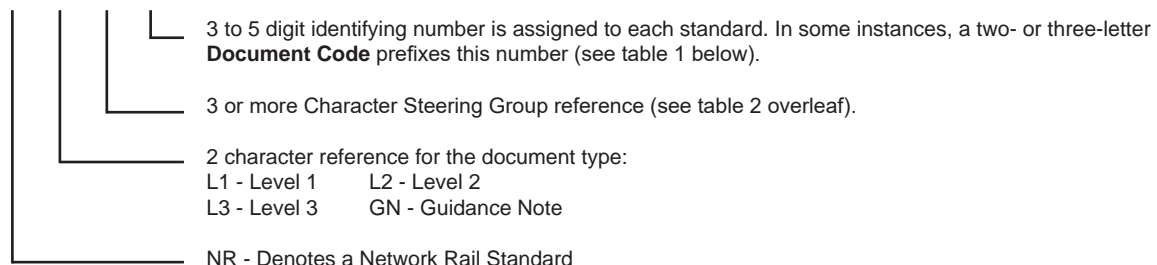 3 to 5 digit identifying number is assigned to each standard. In some instances, a two- or three-letter
Document Code prefixes this number (see table 1 below).
3 or more Character Steering Group reference (see table 2 overleaf).
2 character reference for the document type:
L1 - Level 1 L2 - Level 2
L3 - Level 3 GN - Guidance Note
NR - Denotes a Network Rail Standard